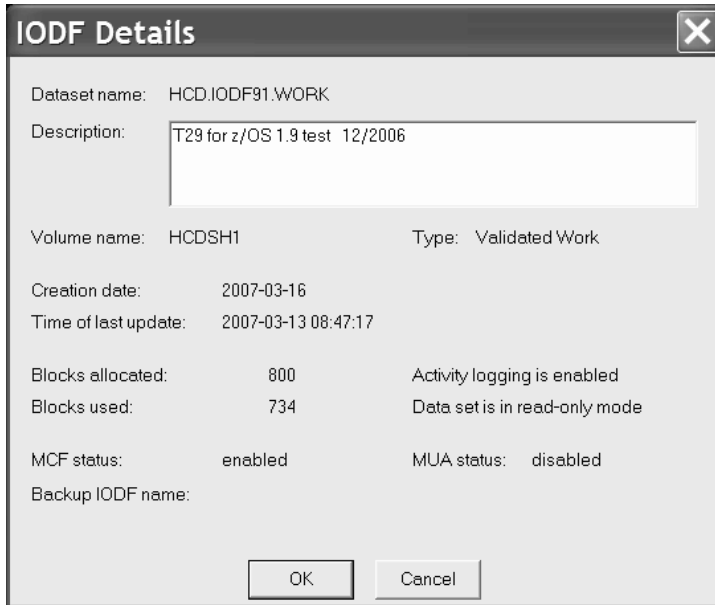 IODF Details
Dataset name: HCD.IODF91.WORK
Description: T29 for z/OS 1.9 test 12/2006
Volume name: HCDSH1 Type: Validated Work
Creation date: 2007-03-16
Time of last update: 2007-03-13 08:47:17
Blocks allocated: 800 Activity logging is enabled
Blocks used: 734 Data set is in read-only mode
MCF status: enabled MUA status: disabled
Backup IODF name:
OK Cancel